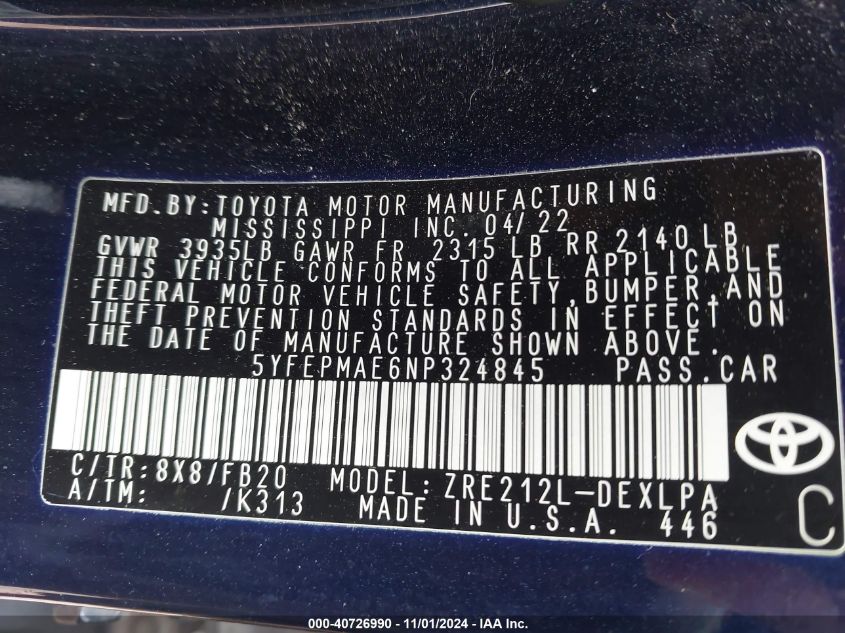 MFD.BY:TOYOTA MOTOR MANUFACTURING
MISSISSIPPI INC. 04/22
GVWR 3935LB GAWR FR 2315 LB RR 2140 LB
THIS VEHICLE CONFORMS TO ALL APPLICABLE
FEDERAL MOTOR VEHICLE SAFETY,BUMPER,AND
THEFT PREVENTION STANDARDS IN EFFECT ON
THE DATE OF MANUFACTURE SHOWN ABOVE.
5YFEPMAE6NP324845 PASS.CAR
C/TR:8X8/FB20 MODEL:ZRE212L-DEXLPA
A/TM: /K313 MADE IN U.S.A. 446
C
000-40726990 - 11/01/2024 - IAAI.com